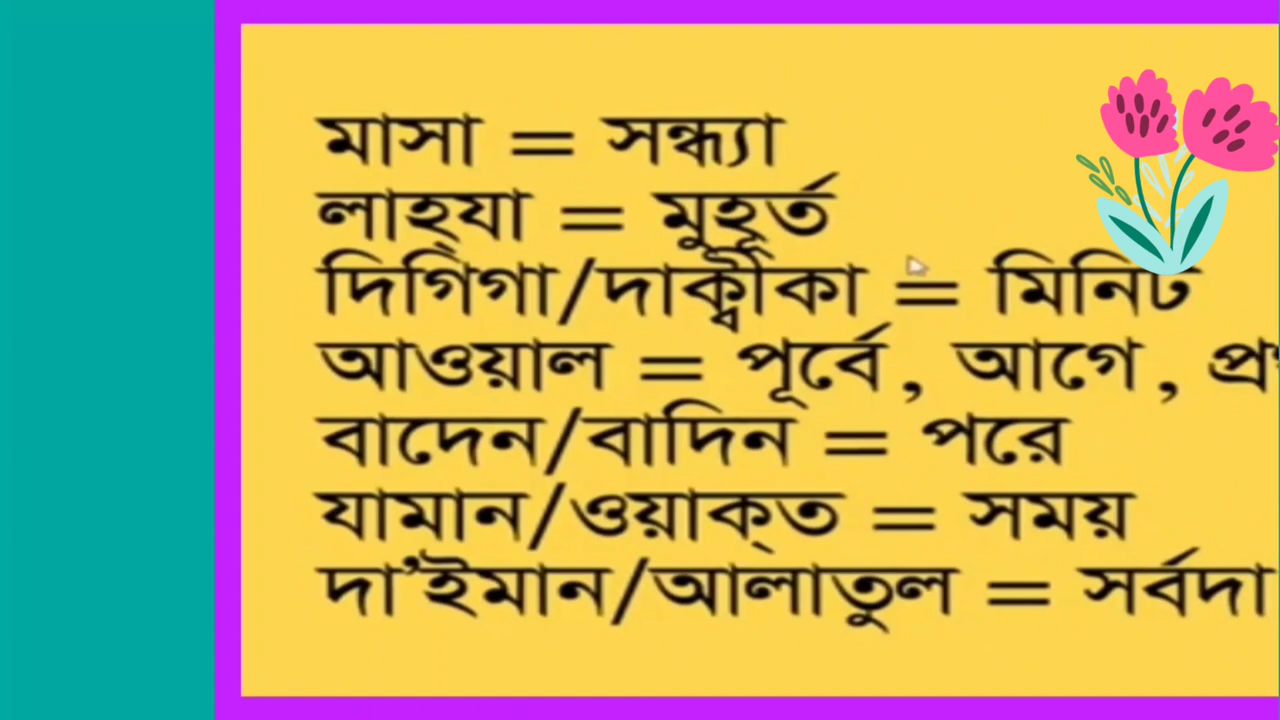 মাসা = সন্ধ্যা
লাহ্যা = মুহূর্ত
দিগিগা/দাক্বীকা = মিনিট
আওয়াল = পূর্বে, আগে,
বাদেন/বাদিন = পরে
যামান/ওয়াক্ত = সময়
দা'ইমান/আলাতুল = সর্বদা